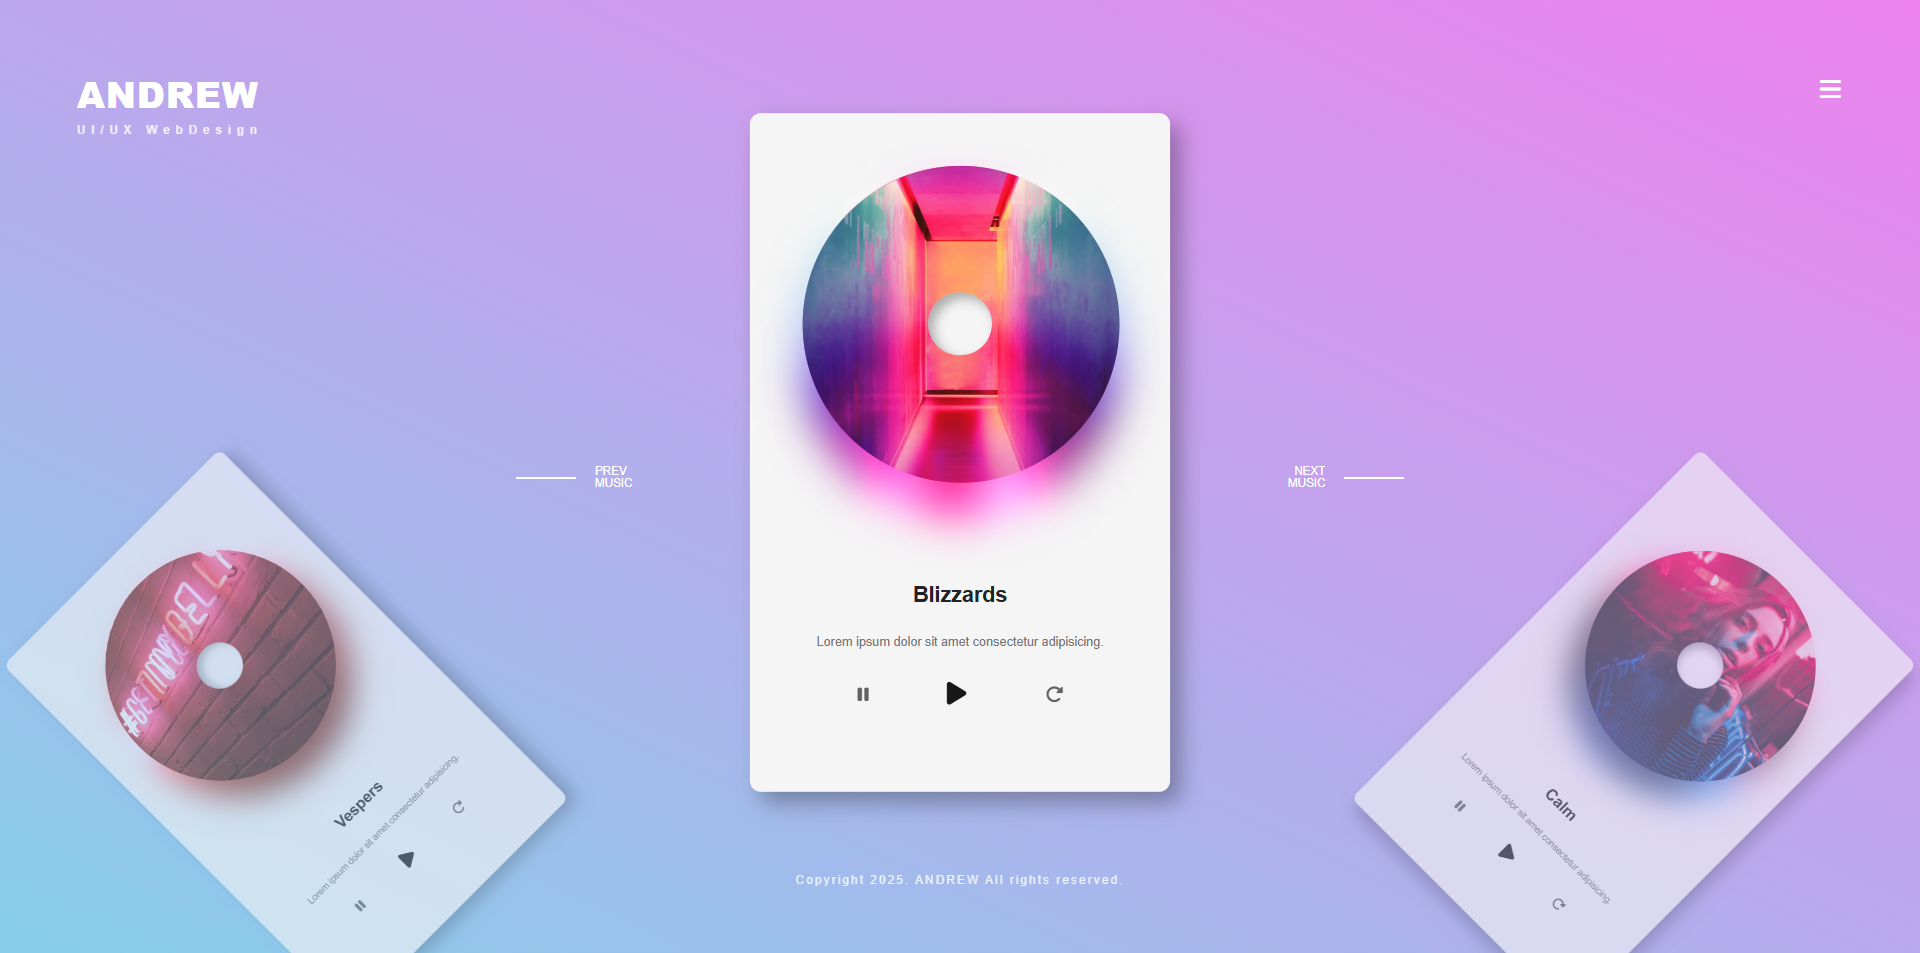 ANDREW
UI/UX WebDesign
PREV
MUSIC
NEXT
MUSIC
Blizzards
Lorem ipsum dolor sit amet consectetur adipisicing.
Vespers
Lorem ipsum dolor sit amet consectetur adipisicing.
Calm
Lorem ipsum dolor sit amet consectetur adipisicing.
Copyright 2025. ANDREW All rights reserved.